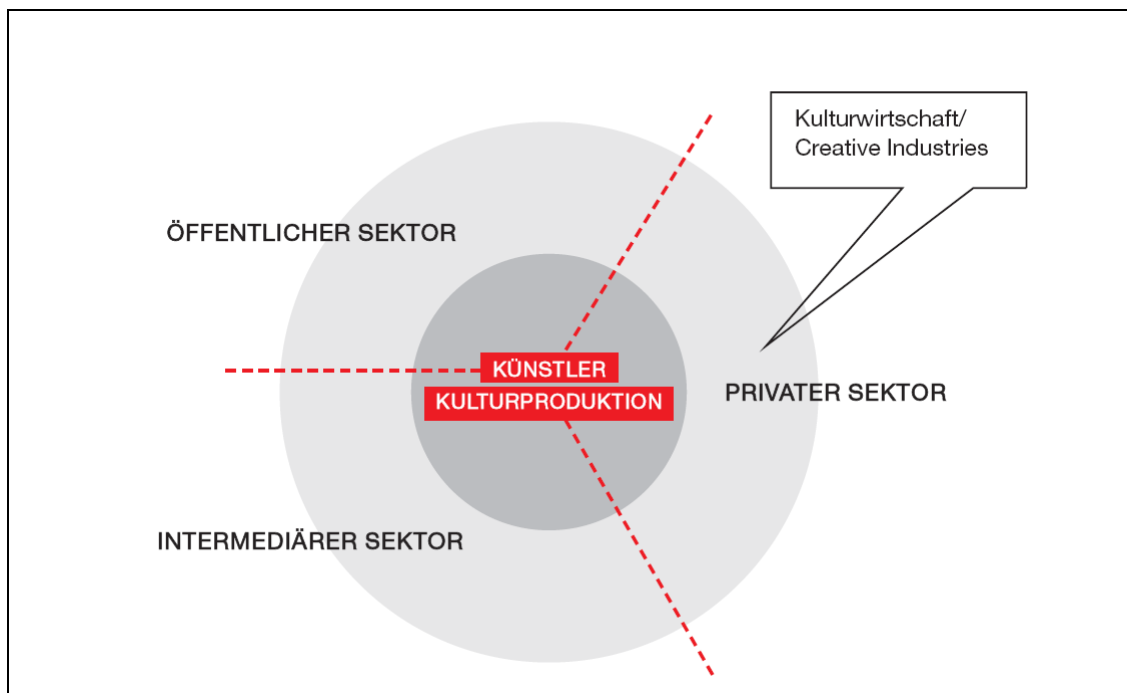 Kulturwirtschaft/
Creative Industries
ÖFFENTLICHER SEKTOR
KÜNSTLER
KULTURPRODUKTION
PRIVATER SEKTOR
INTERMEDIÄRER SEKTOR